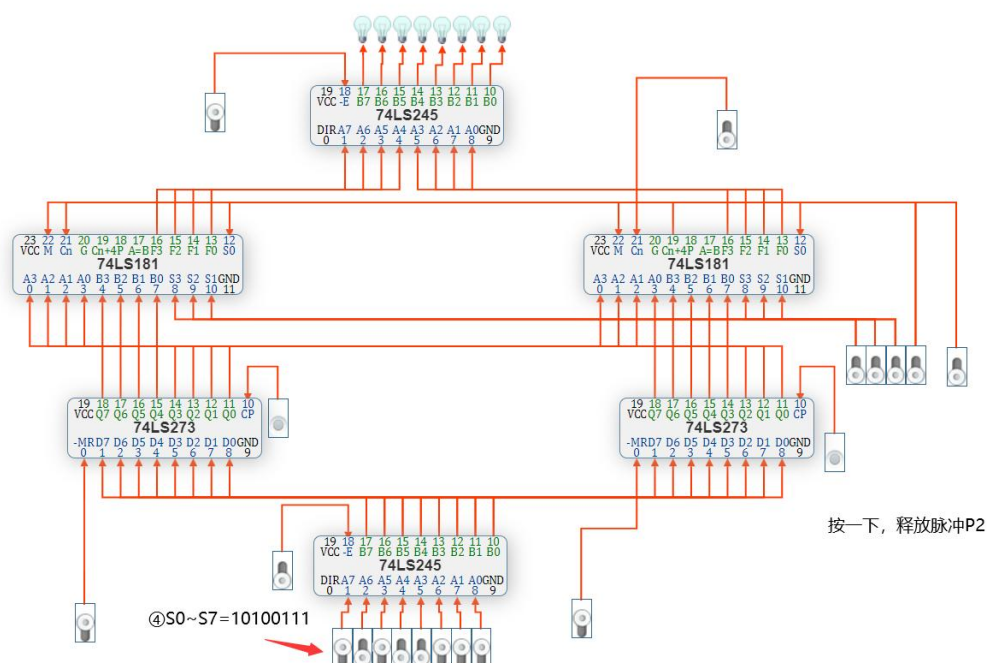 19 18 17 16 15 14 13 12 11 10
VCC -E B7 B6 B5 B4 B3 B2 B1 B0
74LS245
DIR A7 A6 A5 A4 A3 A2 A1 A0 GND
0 1 2 3 4 5 6 7 8 9
23 22 21 20 19 18 17 16 15 14 13 12
VCC M Cn G Cn+4 P A=B F3 F2 F1 F0 S0
74LS181
A3 A2 A1 A0 B3 B2 B1 B0 S3 S2 S1 GND
0 1 2 3 4 5 6 7 8 9 10 11
23 22 21 20 19 18 17 16 15 14 13 12
VCC M Cn G Cn+4 P A=B F3 F2 F1 F0 S0
74LS181
A3 A2 A1 A0 B3 B2 B1 B0 S3 S2 S1 GND
0 1 2 3 4 5 6 7 8 9 10 11
19 18 17 16 15 14 13 12 11 10
VCC Q7 Q6 Q5 Q4 Q3 Q2 Q1 Q0 CP
74LS273
-MR D7 D6 D5 D4 D3 D2 D1 D0 GND
0 1 2 3 4 5 6 7 8 9
19 18 17 16 15 14 13 12 11 10
VCC Q7 Q6 Q5 Q4 Q3 Q2 Q1 Q0 CP
74LS273
-MR D7 D6 D5 D4 D3 D2 D1 D0 GND
0 1 2 3 4 5 6 7 8 9
按一下，释放脉冲P2
19 18 17 16 15 14 13 12 11 10
VCC -E B7 B6 B5 B4 B3 B2 B1 B0
74LS245
DIR A7 A6 A5 A4 A3 A2 A1 A0 GND
0 1 2 3 4 5 6 7 8 9
④S0~S7=10100111